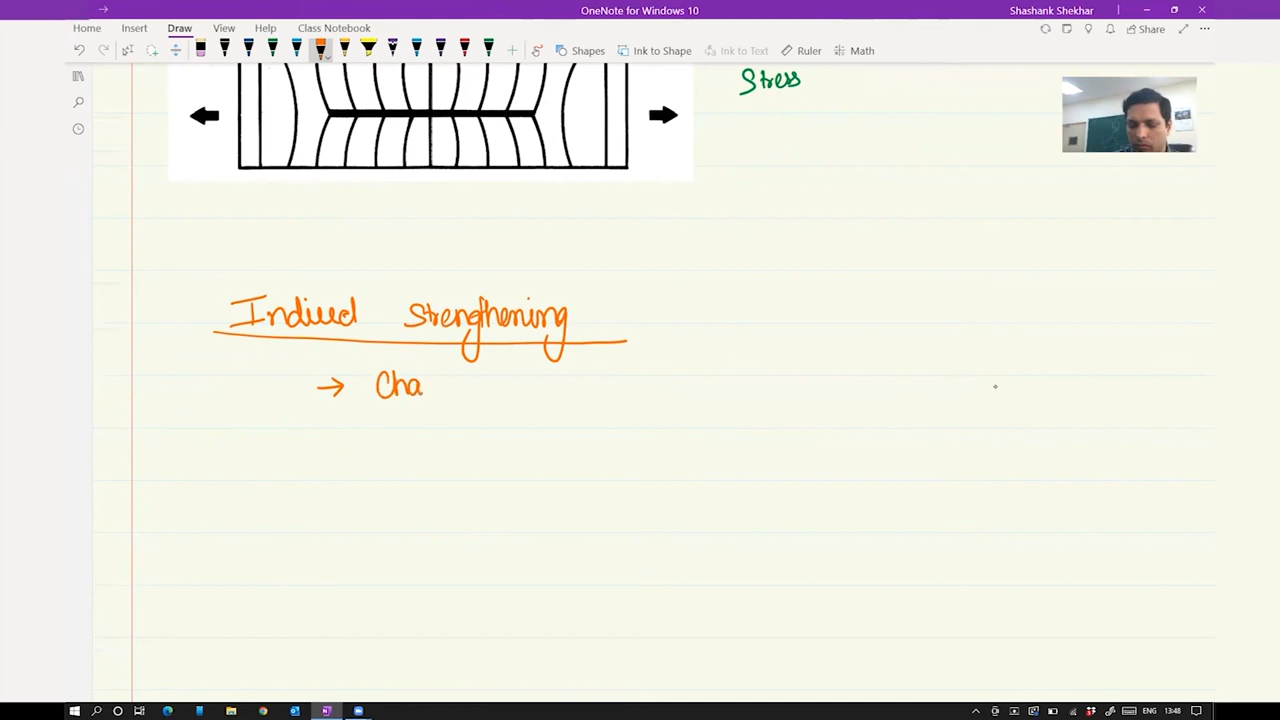 OneNote for Windows 10
Shashank Shekhar
Home Insert Draw View Help Class Notebook
Share
Shapes Ink to Shape Ink to Text Ruler Math
Stress
Indiued Strengthening
→ Cha
ENG 13:48